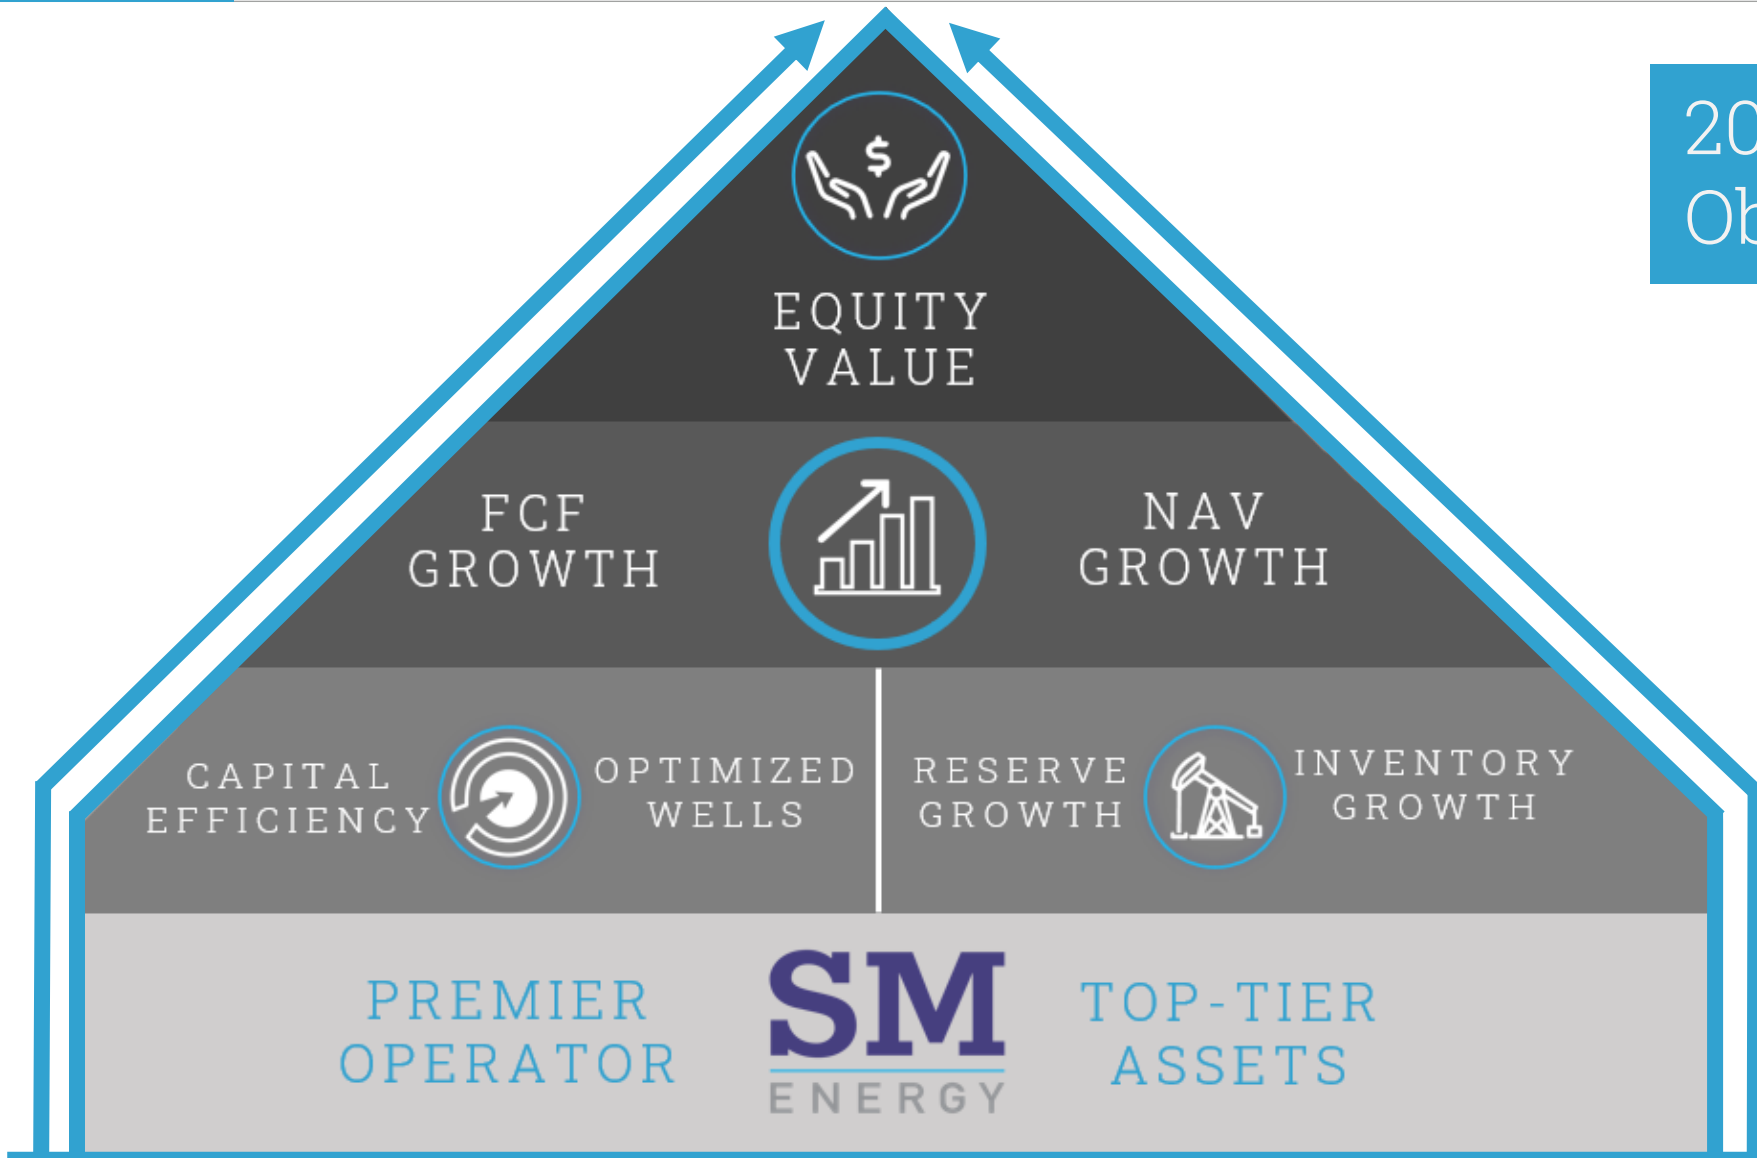 $
EQUITY
VALUE
FCF
GROWTH
NAV
GROWTH
CAPITAL
EFFICIENCY
OPTIMIZED
WELLS
RESERVE
GROWTH
INVENTORY
GROWTH
PREMIER
OPERATOR
SM
ENERGY
TOP-TIER
ASSETS